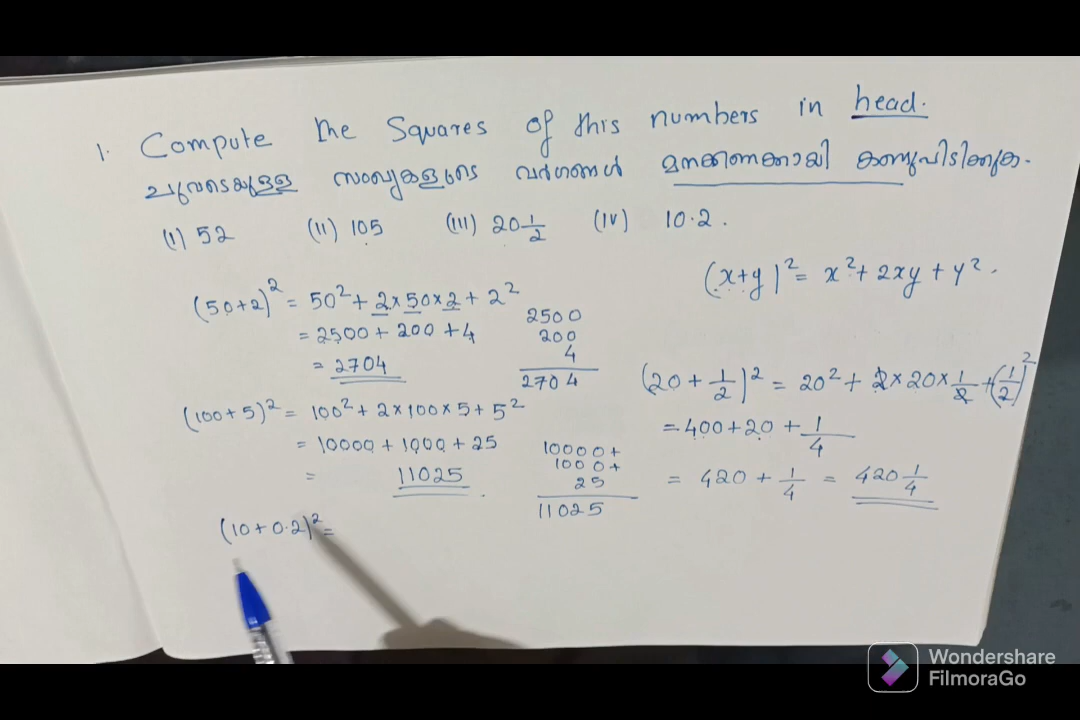 1. Compute the Squares of this numbers in head.
ചുവടെയുള്ള സംഖ്യകളുടെ വർഗങ്ങൾ മനക്കണക്കായി കണ്ടുപിടിക്കുക.
(i) 52 (ii) 105 (iii) 20 1/2 (iv) 10.2.
(x+y)² = x² + 2xy + y².
(50+2)² = 50² + 2×50×2 + 2²
= 2500 + 200 + 4
= 2704
2500
200
4
2704
(100+5)² = 100² + 2×100×5 + 5²
= 10000 + 1000 + 25
= 11025
10000+
1000+
25
11025
(20 + 1/2)² = 20² + 2×20×1/2 + (1/2)²
= 400 + 20 + 1/4
= 420 + 1/4 = 420 1/4
(10 + 0.2)² =
Wondershare
FilmoraGo